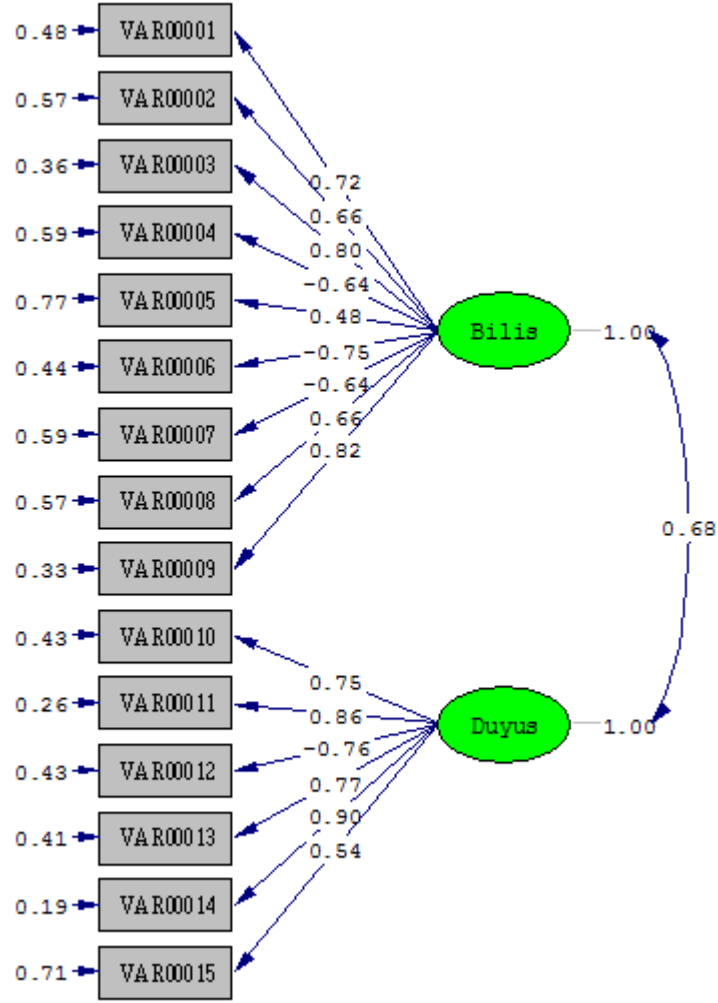 0.48 VAR00001
0.57 VAR00002
0.36 VAR00003
0.59 VAR00004
0.77 VAR00005
0.44 VAR00006
0.59 VAR00007
0.57 VAR00008
0.33 VAR00009
0.43 VAR00010
0.26 VAR00011
0.43 VAR00012
0.41 VAR00013
0.19 VAR00014
0.71 VAR00015
0.72
0.66
0.80
-0.64
0.48
-0.75
-0.64
0.66
0.82
0.75
0.86
-0.76
0.77
0.90
0.54
Bilis 1.00
Duyus 1.00
0.68